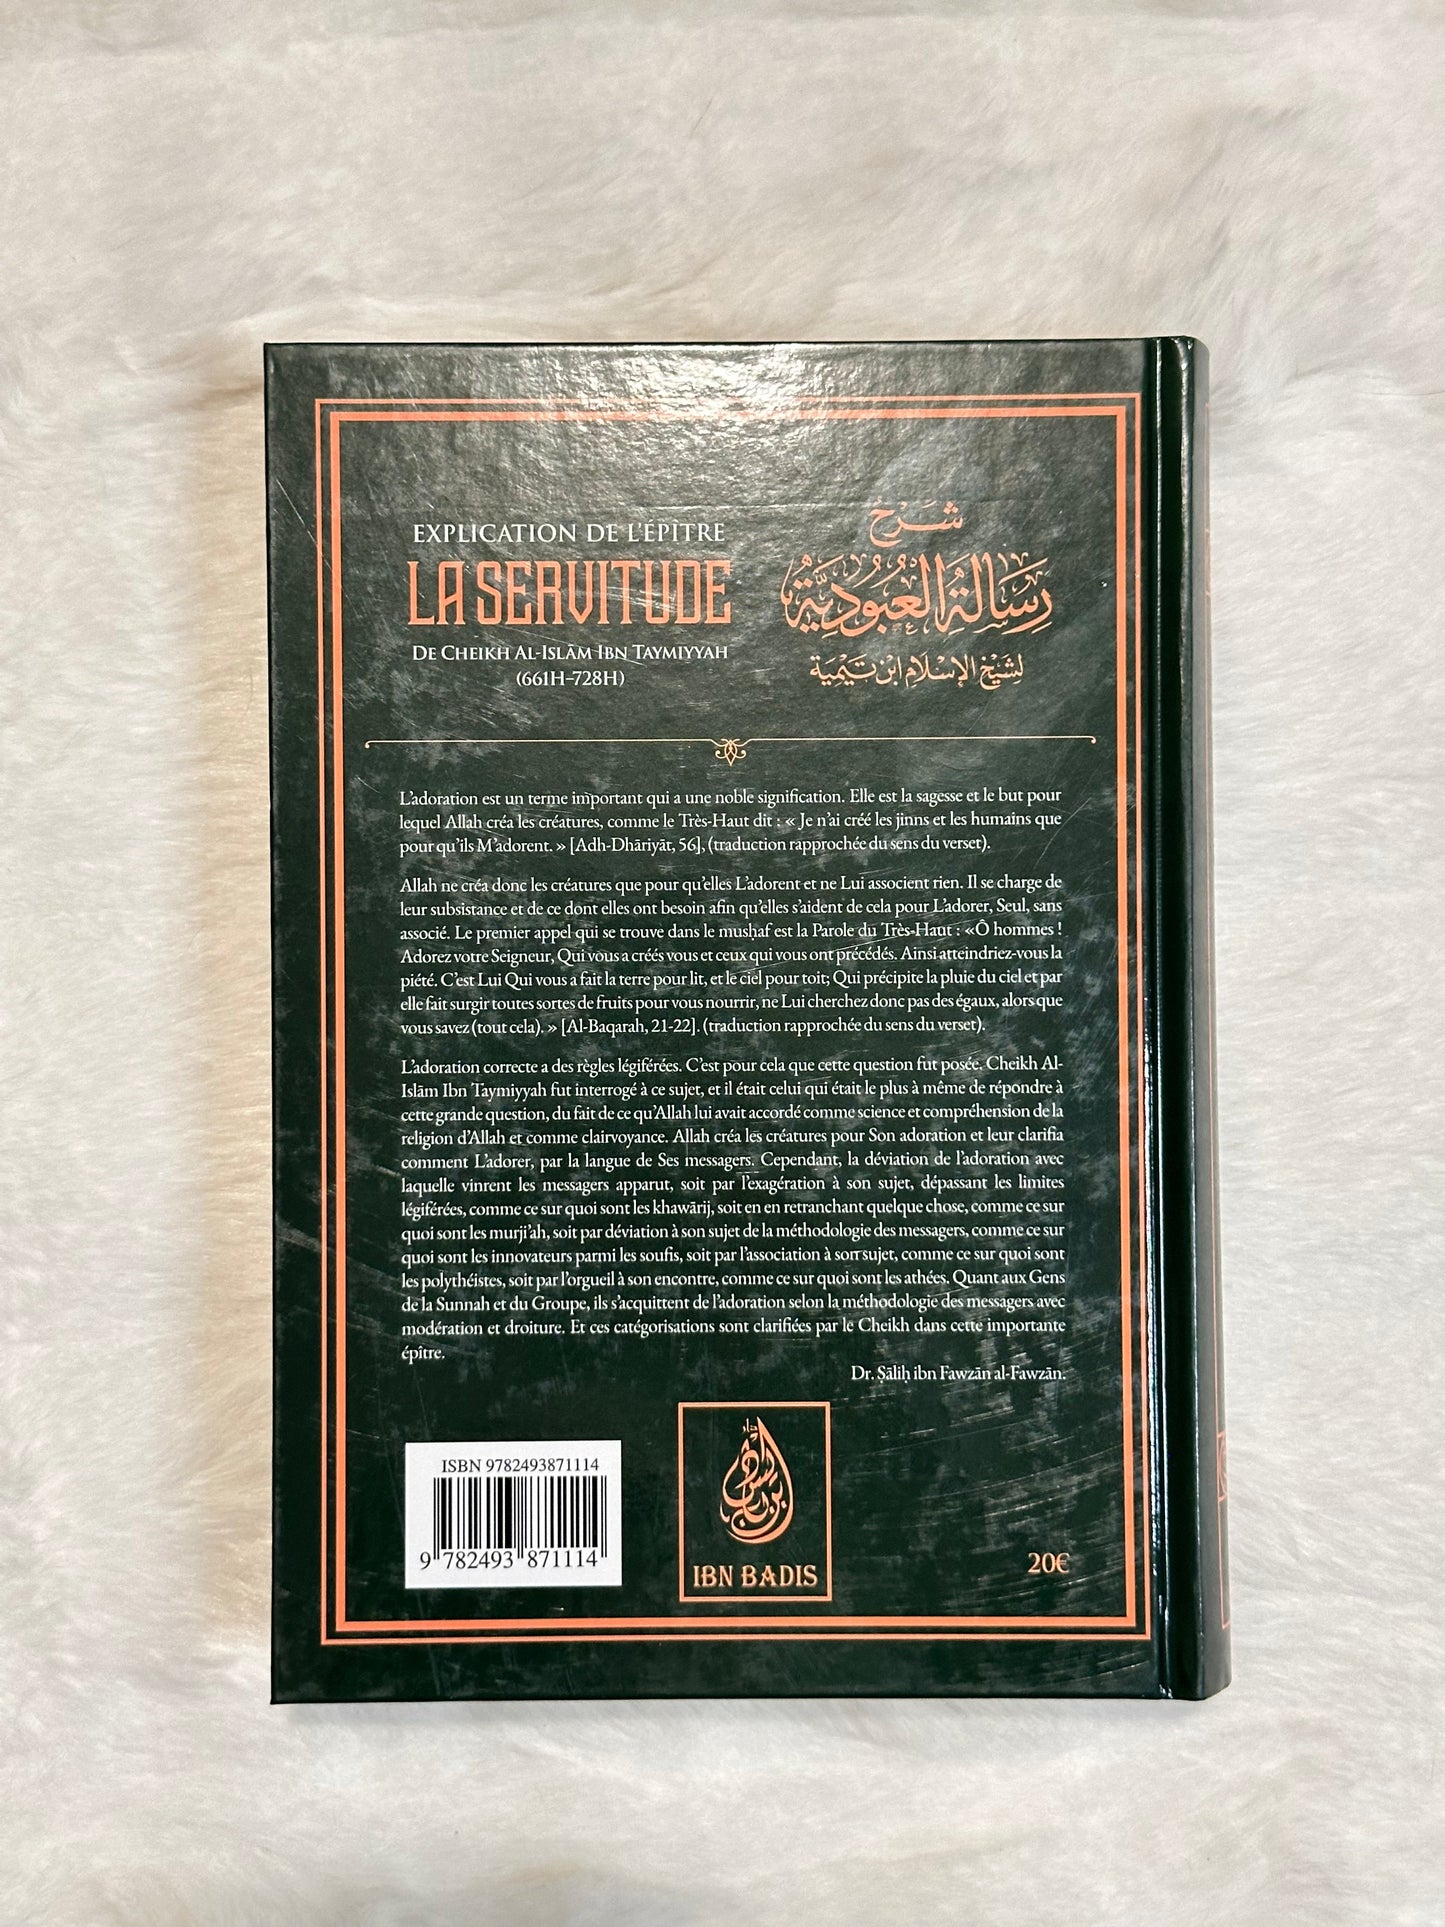 EXPLICATION DE L'ÉPÎTRE
LA SERVITUDE
DE CHEIKH AL-ISLĀM IBN TAYMIYYAH
(661H–728H)
شَرْحُ
رِسَالَةُ الْعُبُودِيَّةِ
لِشَيْخِ الإِسْلَامِ ابْنِ تَيْمِيَةَ
L'adoration est un terme important qui a une noble signification. Elle est la sagesse et le but pour
lequel Allah créa les créatures, comme le Très-Haut dit : « Je n'ai créé les jinns et les humains que
pour qu'ils M'adorent. » [Adh-Dhāriyāt, 56], (traduction rapprochée du sens du verset).
Allah ne créa donc les créatures que pour qu'elles L'adorent et ne Lui associent rien. Il se charge de
leur subsistance et de ce dont elles ont besoin afin qu'elles s'aident de cela pour L'adorer, Seul, sans
associé. Le premier appel qui se trouve dans le muṣḥaf est la Parole du Très-Haut : «Ô hommes !
Adorez votre Seigneur, Qui vous a créés vous et ceux qui vous ont précédés. Ainsi atteindriez-vous la
piété. C'est Lui Qui vous a fait la terre pour lit, et le ciel pour toit; Qui précipite la pluie du ciel et par
elle fait surgir toutes sortes de fruits pour vous nourrir, ne Lui cherchez donc pas des égaux, alors que
vous savez (tout cela). » [Al-Baqarah, 21-22]. (traduction rapprochée du sens du verset).
L'adoration correcte a des règles légiférées. C'est pour cela que cette question fut posée. Cheikh Al-
Islām Ibn Taymiyyah fut interrogé à ce sujet, et il était celui qui était le plus à même de répondre à
cette grande question, du fait de ce qu'Allah lui avait accordé comme science et compréhension de la
religion d'Allah et comme clairvoyance. Allah créa les créatures pour Son adoration et leur clarifia
comment L'adorer, par la langue de Ses messagers. Cependant, la déviation de l'adoration avec
laquelle vinrent les messagers apparut, soit par l'exagération à son sujet, dépassant les limites
légiférées, comme ce sur quoi sont les khawārij, soit en en retranchant quelque chose, comme ce sur
quoi sont les murji'ah, soit par déviation à son sujet de la méthodologie des messagers, comme ce sur
quoi sont les innovateurs parmi les soufis, soit par l'association à son sujet, comme ce sur quoi sont
les polythéistes, soit par l'orgueil à son encontre, comme ce sur quoi sont les athées. Quant aux Gens
de la Sunnah et du Groupe, ils s'acquittent de l'adoration selon la méthodologie des messagers avec
modération et droiture. Et ces catégorisations sont clarifiées par le Cheikh dans cette importante
épître.
Dr. Ṣāliḥ ibn Fawzān al-Fawzān.
ISBN 9782493871114
9 782493 871114
دار
ابن باديس
IBN BADIS
20€